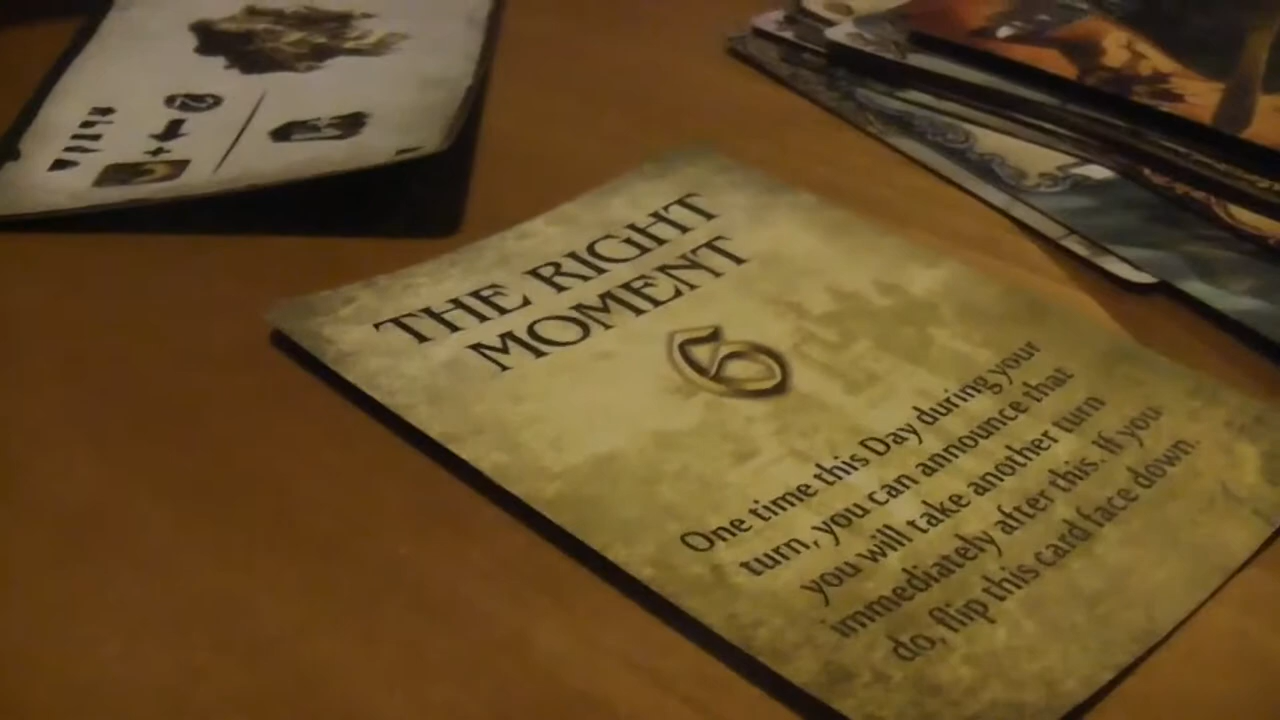 THE RIGHT
MOMENT
6
One time this Day during your
turn, you can announce that
you will take another turn
immediately after this. If you
do, flip this card face down.